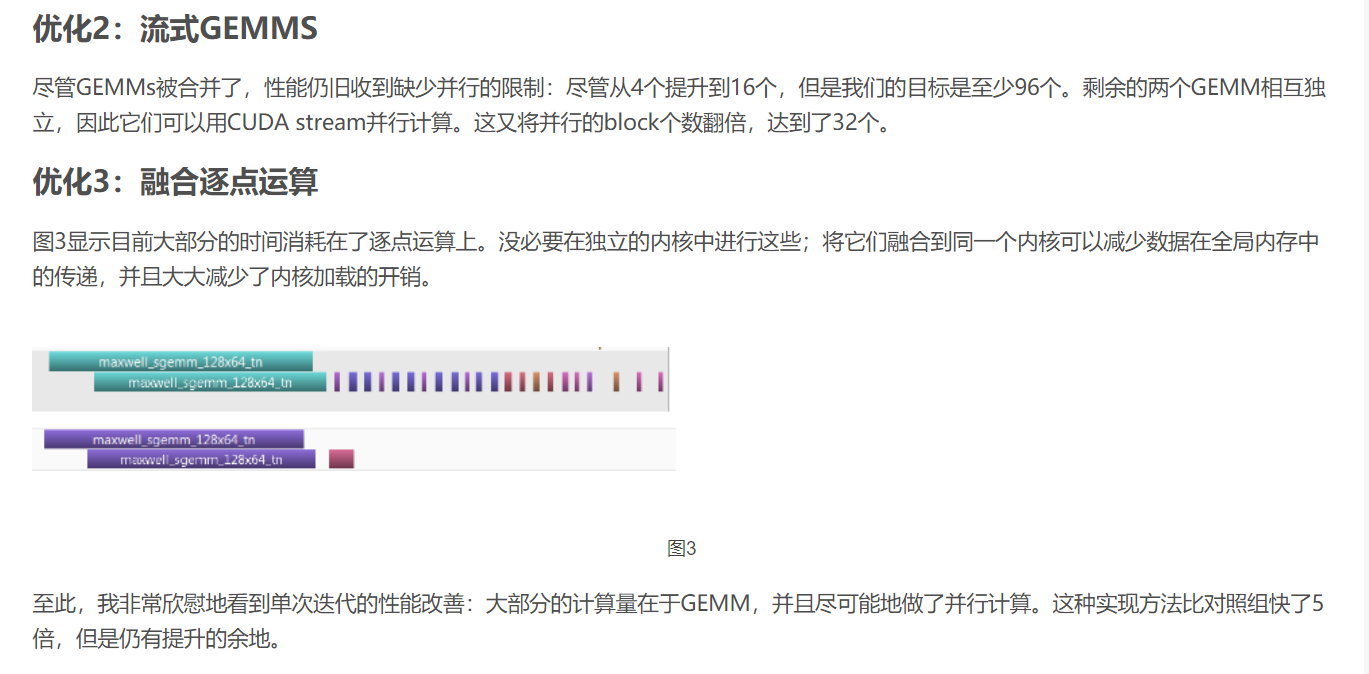 优化2：流式GEMMS
尽管GEMMs被合并了，性能仍旧收到缺少并行的限制：尽管从4个提升到16个，但是我们的目标是至少96个。剩余的两个GEMM相互独
立，因此它们可以用CUDA stream并行计算。这又将并行的block个数翻倍，达到了32个。
优化3：融合逐点运算
图3显示目前大部分的时间消耗在了逐点运算上。没必要在独立的内核中进行这些；将它们融合到同一个内核可以减少数据在全局内存中
的传递，并且大大减少了内核加载的开销。
maxwell_sgemm_128x64_tn
maxwell_sgemm_128x64_tn
maxwell_sgemm_128x64_tn
maxwell_sgemm_128x64_tn
图3
至此，我非常欣慰地看到单次迭代的性能改善：大部分的计算量在于GEMM，并且尽可能地做了并行计算。这种实现方法比对照组快了5
倍，但是仍有提升的余地。